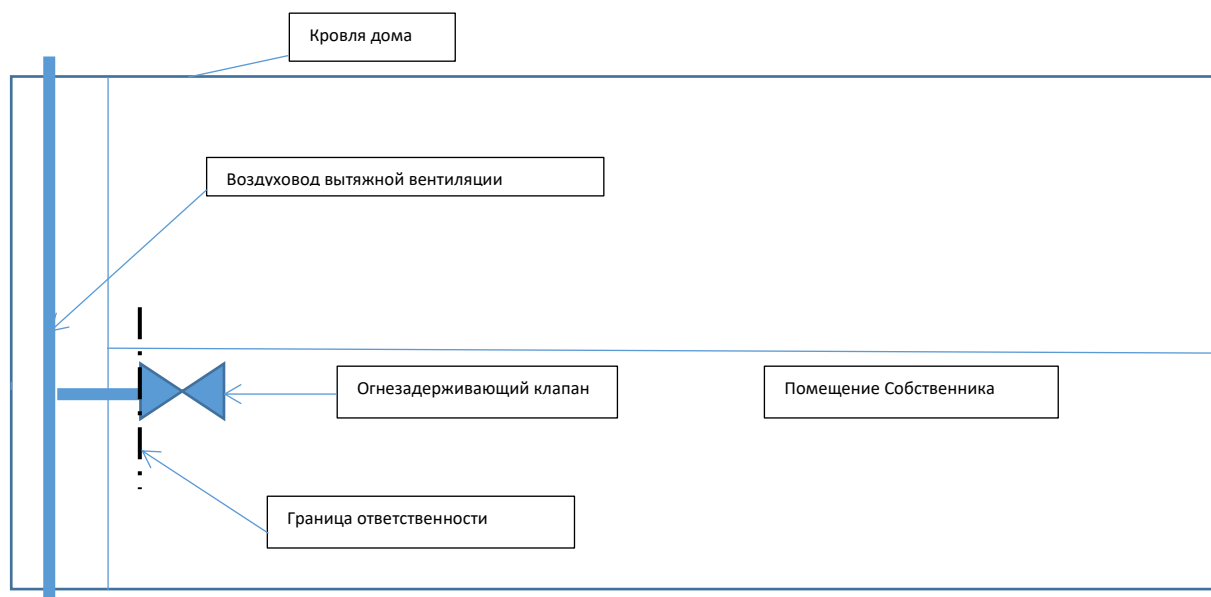 Кровля дома
Воздуховод вытяжной вентиляции
Огнезадерживающий клапан
Помещение Собственника
Граница ответственности